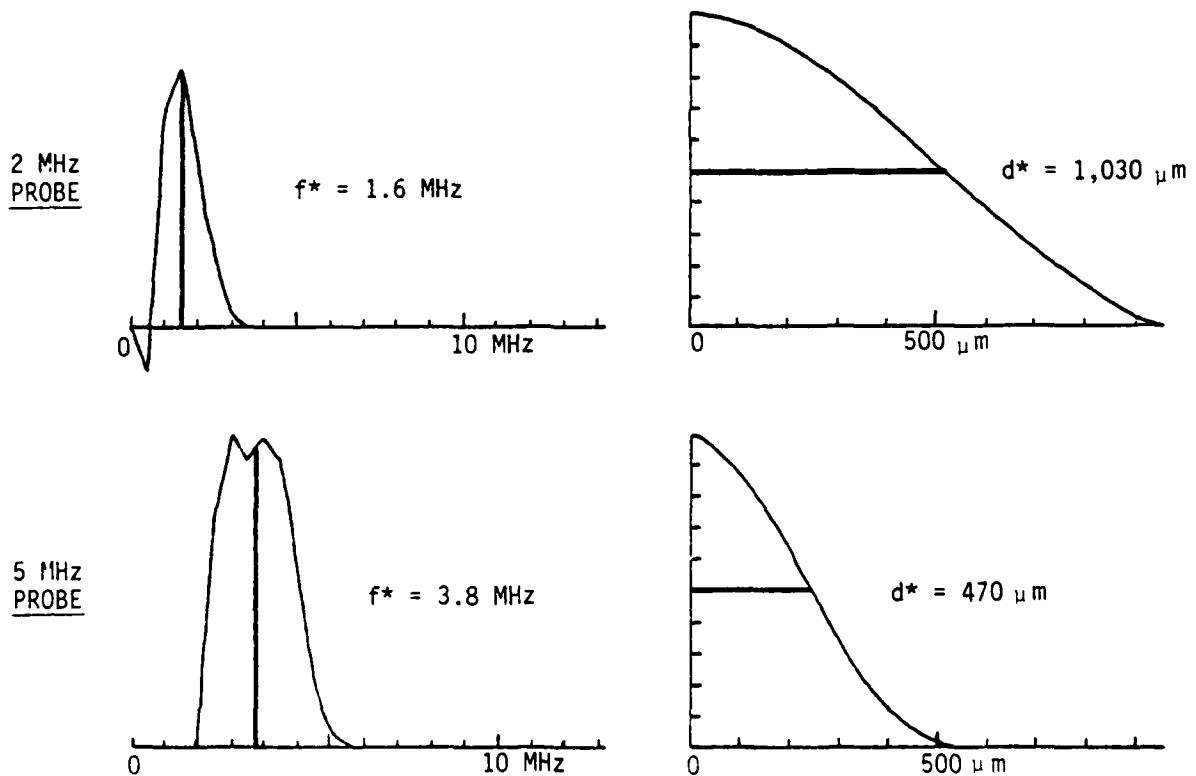 2 MHz
PROBE
f* = 1.6 MHz
0
10 MHz
d* = 1,030 μm
0
500 μm
5 MHz
PROBE
f* = 3.8 MHz
0
10 MHz
d* = 470 μm
0
500 μm